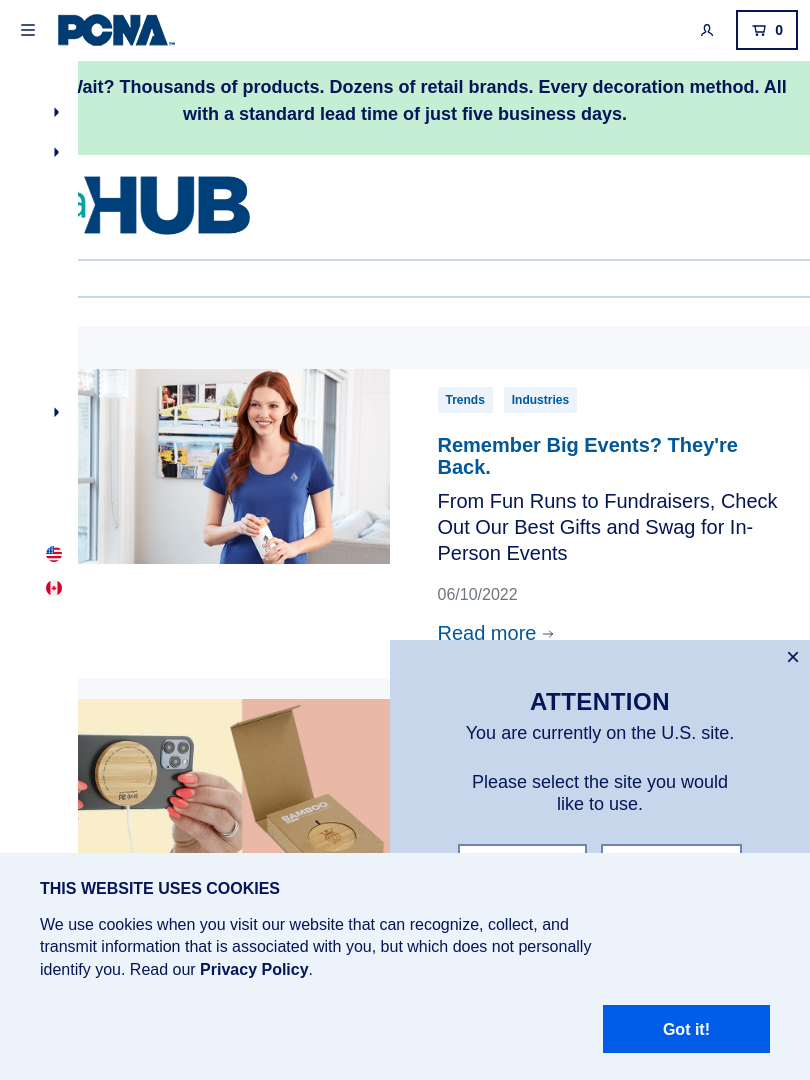 PCNA
0
Wait? Thousands of products. Dozens of retail brands. Every decoration method. All
with a standard lead time of just five business days.
HUB
Trends Industries
Remember Big Events? They're
Back.
From Fun Runs to Fundraisers, Check
Out Our Best Gifts and Swag for In-
Person Events
06/10/2022
Read more
ATTENTION
You are currently on the U.S. site.
Please select the site you would
like to use.
BAMBOO
THIS WEBSITE USES COOKIES
We use cookies when you visit our website that can recognize, collect, and
transmit information that is associated with you, but which does not personally
identify you. Read our Privacy Policy.
Got it!